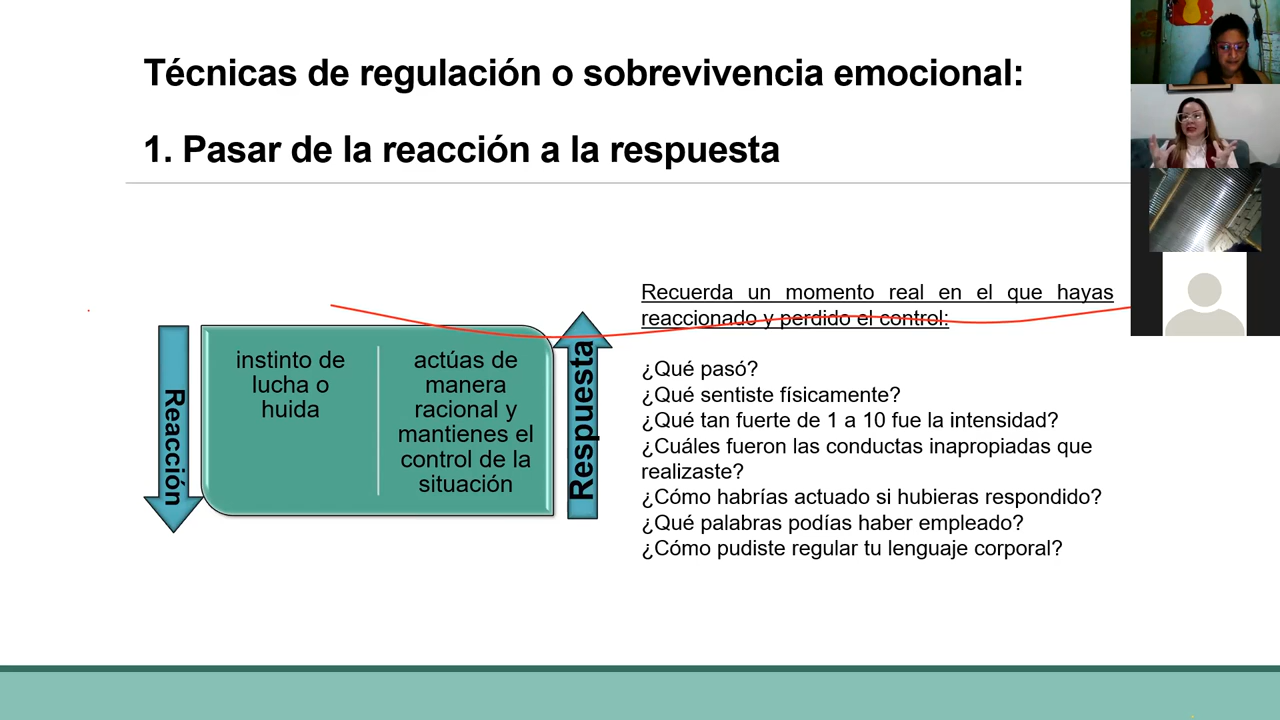 Técnicas de regulación o sobrevivencia emocional:
1. Pasar de la reacción a la respuesta
Reacción
instinto de
lucha o
huida
actúas de
manera
racional y
mantienes el
control de la
situación
Respuesta
Recuerda un momento real en el que hayas
reaccionado y perdido el control:
¿Qué pasó?
¿Qué sentiste físicamente?
¿Qué tan fuerte de 1 a 10 fue la intensidad?
¿Cuáles fueron las conductas inapropiadas que
realizaste?
¿Cómo habrías actuado si hubieras respondido?
¿Qué palabras podías haber empleado?
¿Cómo pudiste regular tu lenguaje corporal?